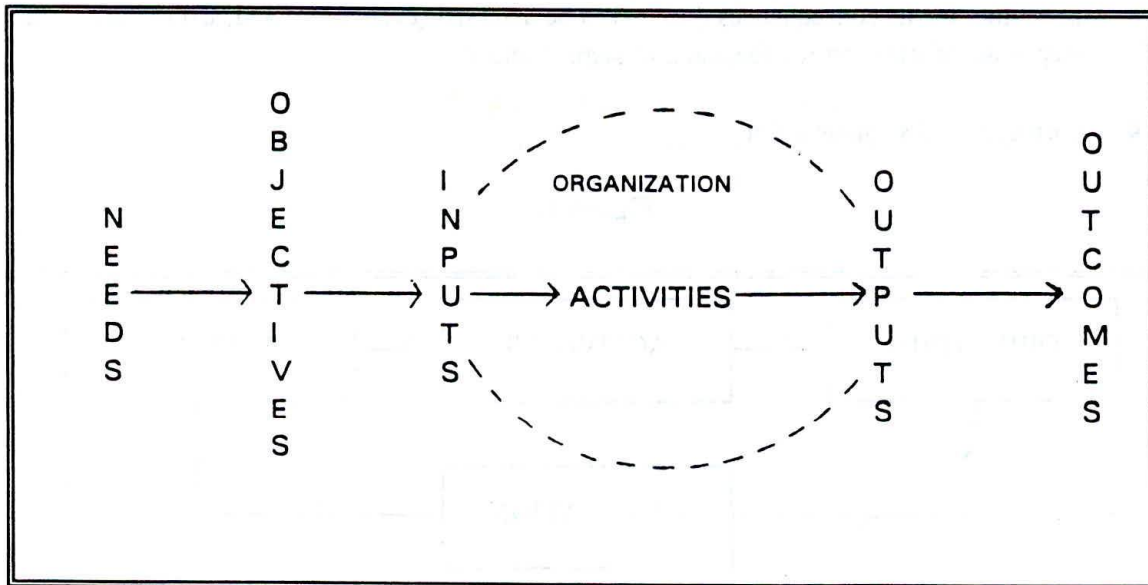 NEEDS
OBJECTIVES
INPUTS
ORGANIZATION
ACTIVITIES
OUTPUTS
OUTCOMES